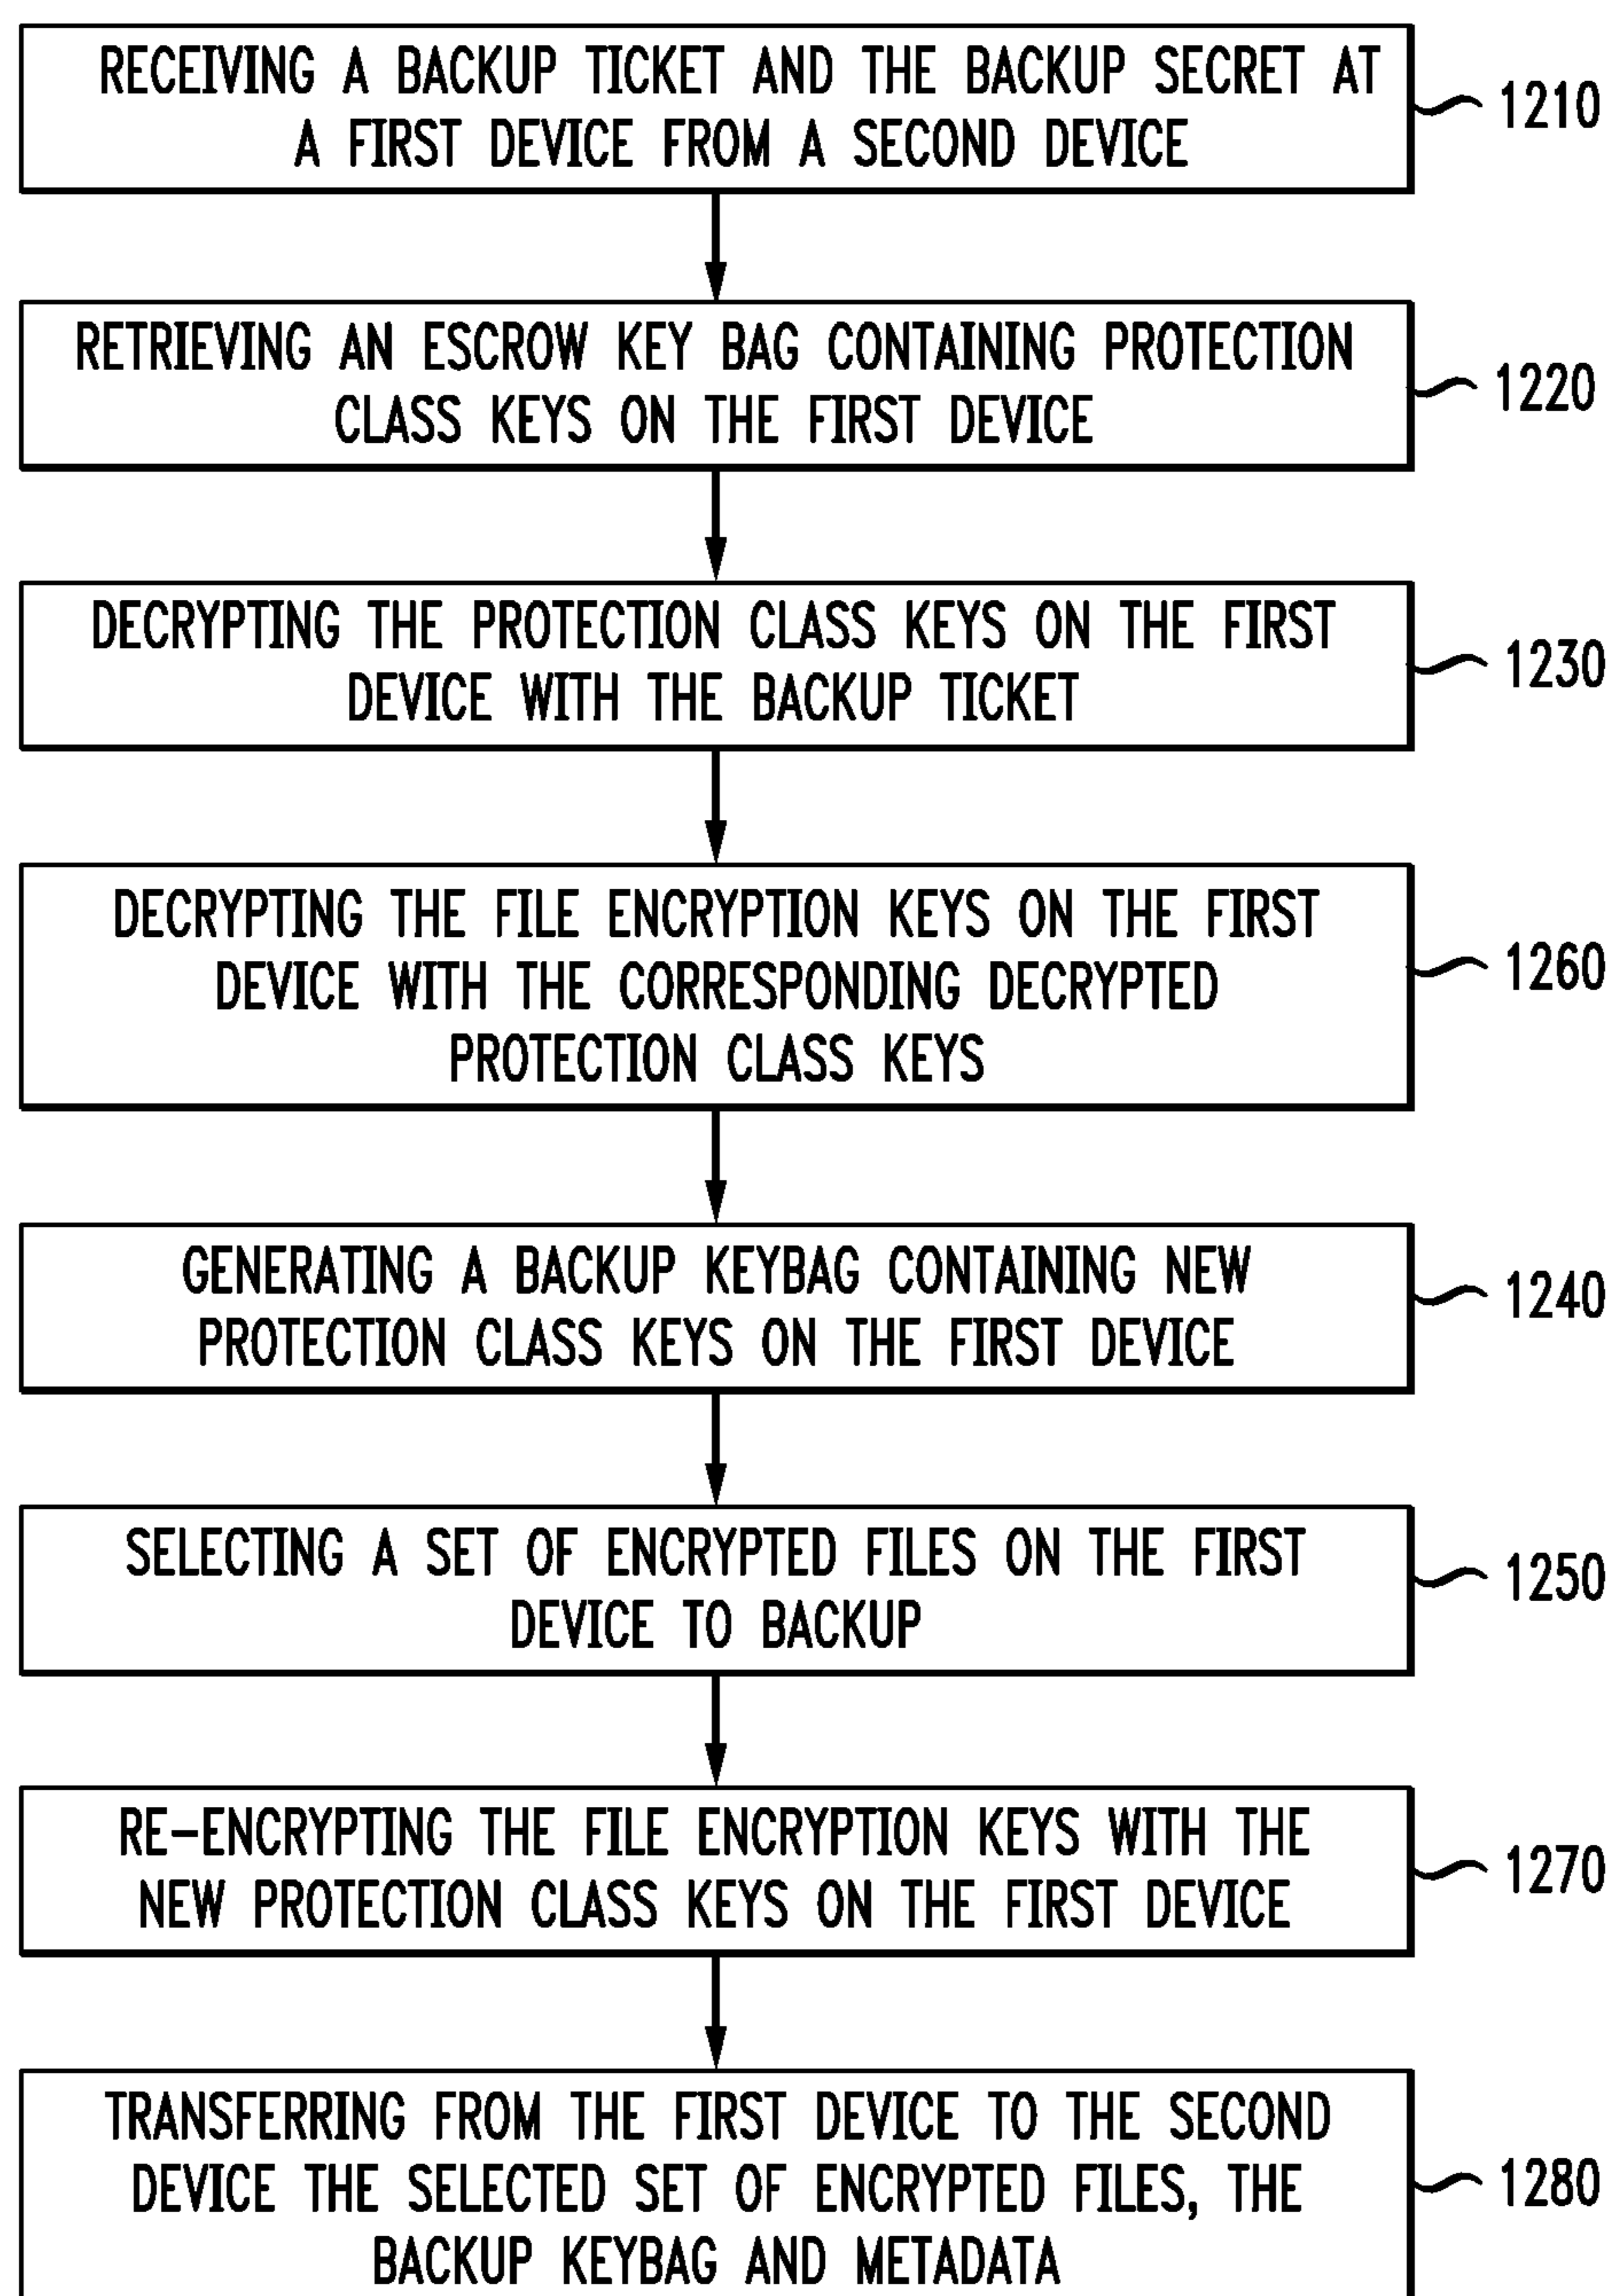 RECEIVING A BACKUP TICKET AND THE BACKUP SECRET AT
A FIRST DEVICE FROM A SECOND DEVICE
1210
RETRIEVING AN ESCROW KEY BAG CONTAINING PROTECTION
CLASS KEYS ON THE FIRST DEVICE
1220
DECRYPTING THE PROTECTION CLASS KEYS ON THE FIRST
DEVICE WITH THE BACKUP TICKET
1230
DECRYPTING THE FILE ENCRYPTION KEYS ON THE FIRST
DEVICE WITH THE CORRESPONDING DECRYPTED
PROTECTION CLASS KEYS
1260
GENERATING A BACKUP KEYBAG CONTAINING NEW
PROTECTION CLASS KEYS ON THE FIRST DEVICE
1240
SELECTING A SET OF ENCRYPTED FILES ON THE FIRST
DEVICE TO BACKUP
1250
RE-ENCRYPTING THE FILE ENCRYPTION KEYS WITH THE
NEW PROTECTION CLASS KEYS ON THE FIRST DEVICE
1270
TRANSFERRING FROM THE FIRST DEVICE TO THE SECOND
DEVICE THE SELECTED SET OF ENCRYPTED FILES, THE
BACKUP KEYBAG AND METADATA
1280